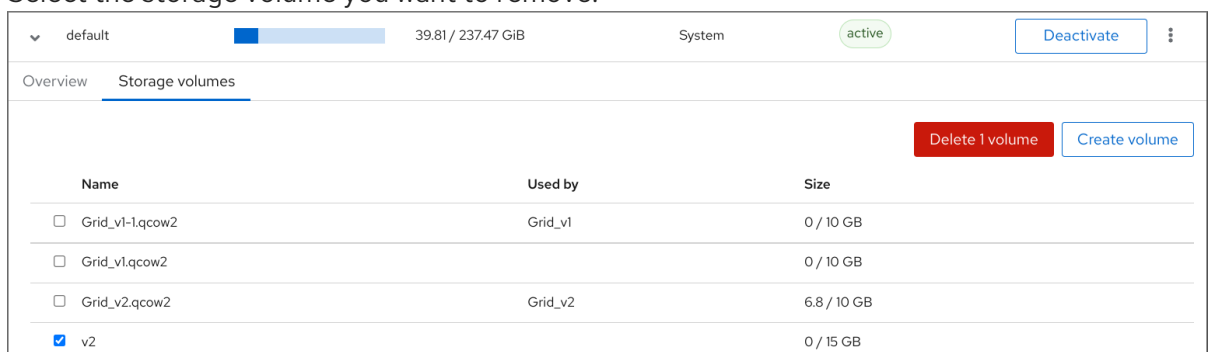 Select the storage volume you want to remove.
default 39.81 / 237.47 GiB System active Deactivate
Overview Storage volumes
Delete 1 volume Create volume
Name Used by Size
Grid_v1-1.qcow2 Grid_v1 0 / 10 GB
Grid_v1.qcow2 0 / 10 GB
Grid_v2.qcow2 Grid_v2 6.8 / 10 GB
v2 0 / 15 GB